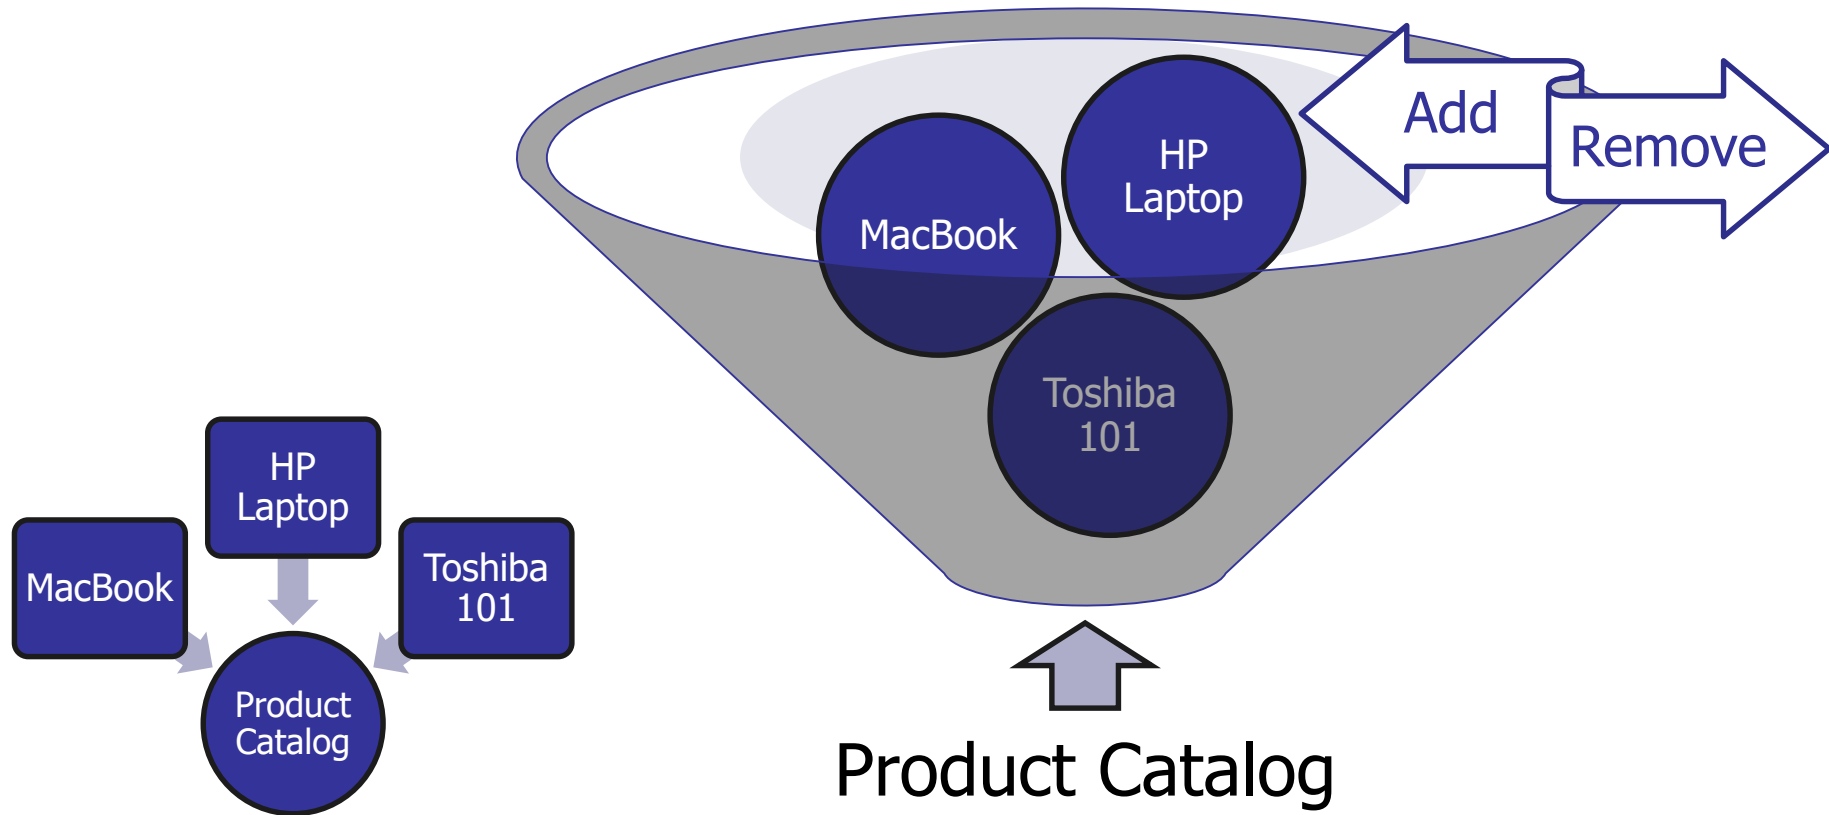 HP
Laptop
MacBook
Toshiba
101
Product
Catalog
Add
Remove
HP
Laptop
MacBook
Toshiba
101
Product Catalog